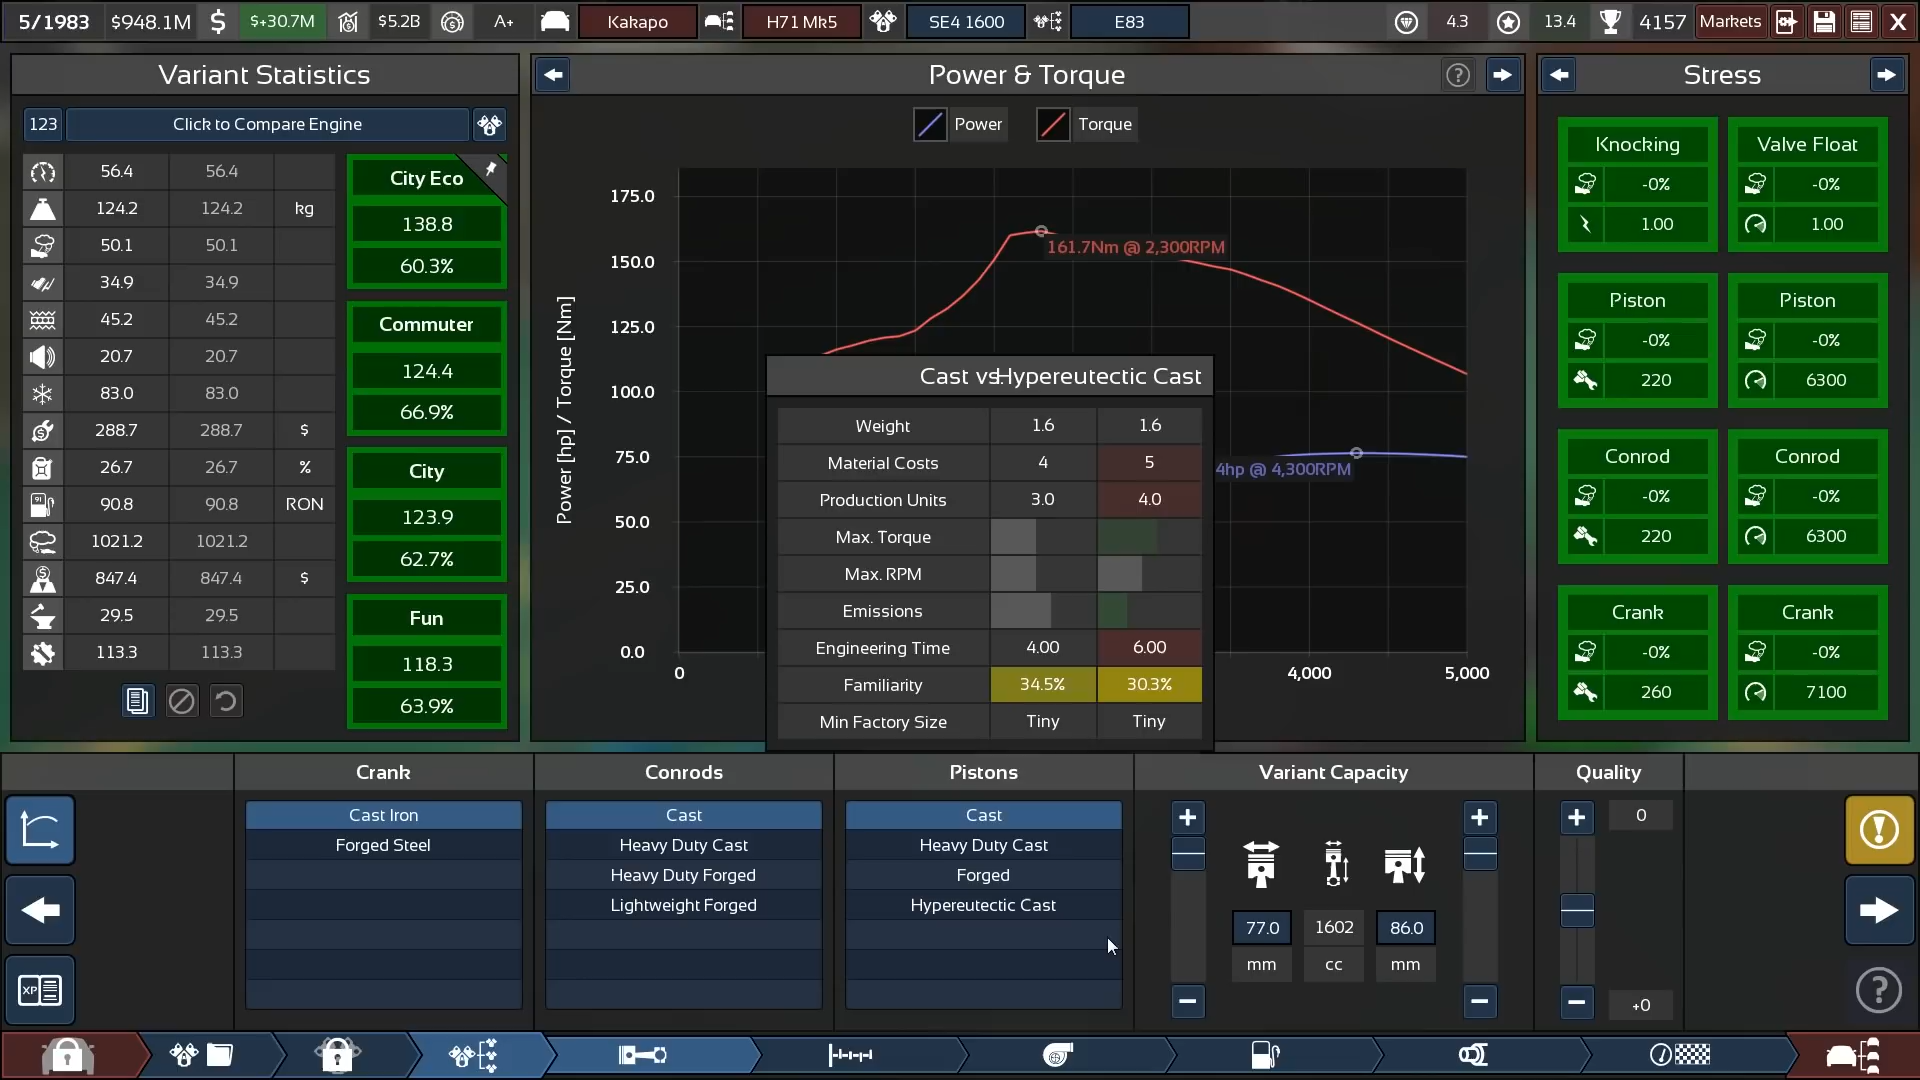 5/1983 $948.1M $+30.7M $5.2B A+ Kakapo H71 Mk5 SE4 1600 E83 4.3 13.4 4157 Markets
Variant Statistics
123 Click to Compare Engine
56.4 56.4
124.2 124.2 kg
50.1 50.1
34.9 34.9
45.2 45.2
20.7 20.7
83.0 83.0
288.7 288.7 $
26.7 26.7 %
90.8 90.8 RON
1021.2 1021.2
847.4 847.4 $
29.5 29.5
113.3 113.3
City Eco
138.8
60.3%
Commuter
124.4
66.9%
City
123.9
62.7%
Fun
118.3
63.9%
Power & Torque
Power Torque
Power [hp] / Torque [Nm]
175.0
150.0
125.0
100.0
75.0
50.0
25.0
0.0
0 4,000 5,000
161.7Nm @ 2,300RPM
4hp @ 4,300RPM
Cast vs. Hypereutectic Cast
Weight 1.6 1.6
Material Costs 4 5
Production Units 3.0 4.0
Max. Torque
Max. RPM
Emissions
Engineering Time 4.00 6.00
Familiarity 34.5% 30.3%
Min Factory Size Tiny Tiny
Stress
Knocking
-0%
1.00
Valve Float
-0%
1.00
Piston
-0%
220
Piston
-0%
6300
Conrod
-0%
220
Conrod
-0%
6300
Crank
-0%
260
Crank
-0%
7100
Crank
Cast Iron
Forged Steel
Conrods
Cast
Heavy Duty Cast
Heavy Duty Forged
Lightweight Forged
Pistons
Cast
Heavy Duty Cast
Forged
Hypereutectic Cast
Variant Capacity
77.0 1602 86.0
mm cc mm
Quality
0
+0
XP